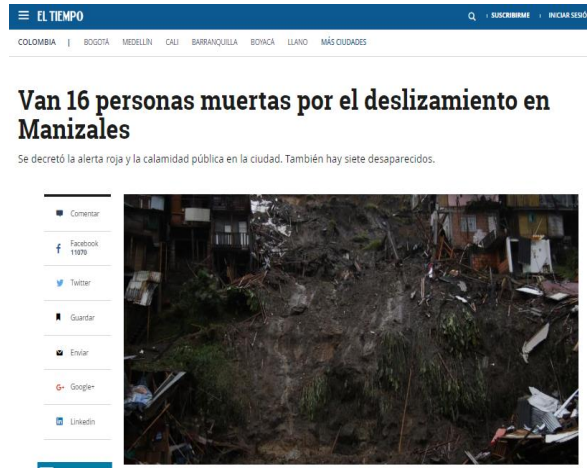 EL TIEMPO
SUSCRIBIRME
INICIAR SESIÓ
COLOMBIA | BOGOTÁ MEDELLÍN CALI BARRANQUILLA BOYACÁ LLANO MÁS CIUDADES
Van 16 personas muertas por el deslizamiento en
Manizales
Se decretó la alerta roja y la calamidad pública en la ciudad. También hay siete desaparecidos.
Comentar
Facebook
11970
Twitter
Guardar
Enviar
G+ Google+
Linkedin